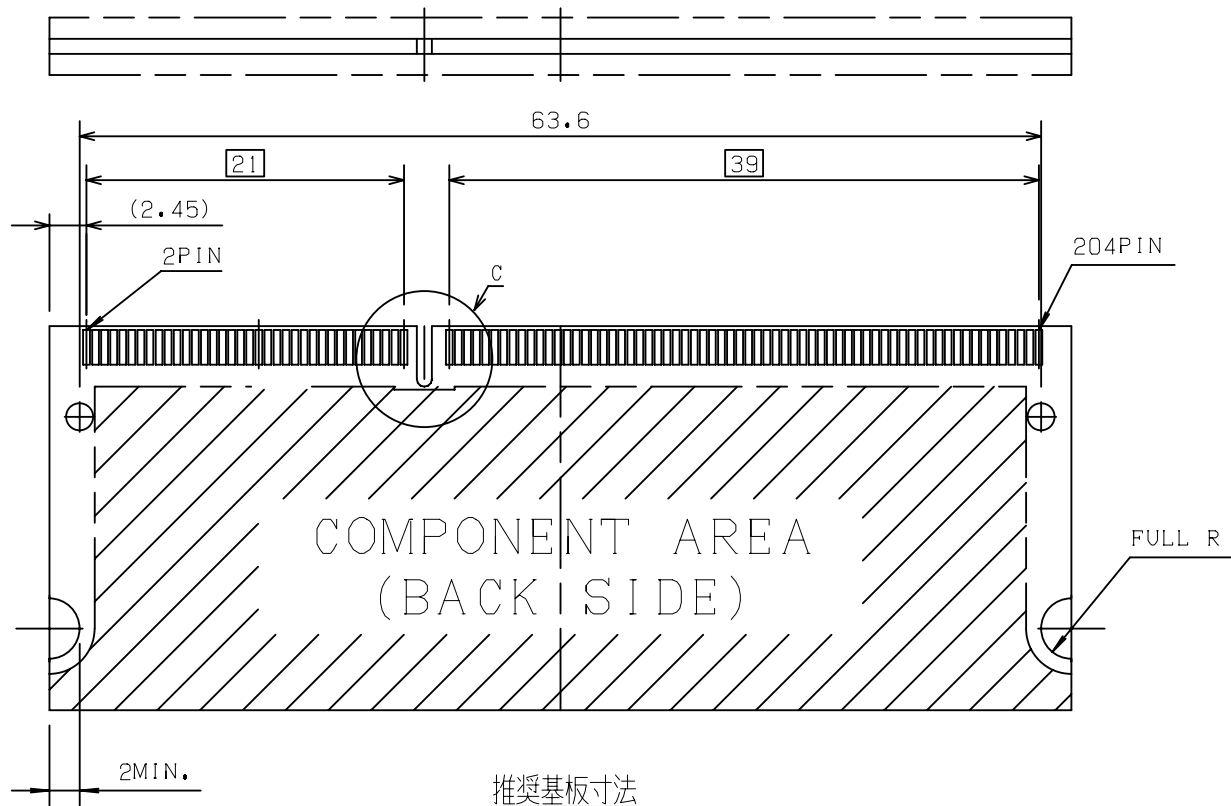 63.6
21
39
(2.45)
2PIN
C
204PIN
COMPONENT AREA
(BACK SIDE)
FULL R
2MIN.
推奨基板寸法